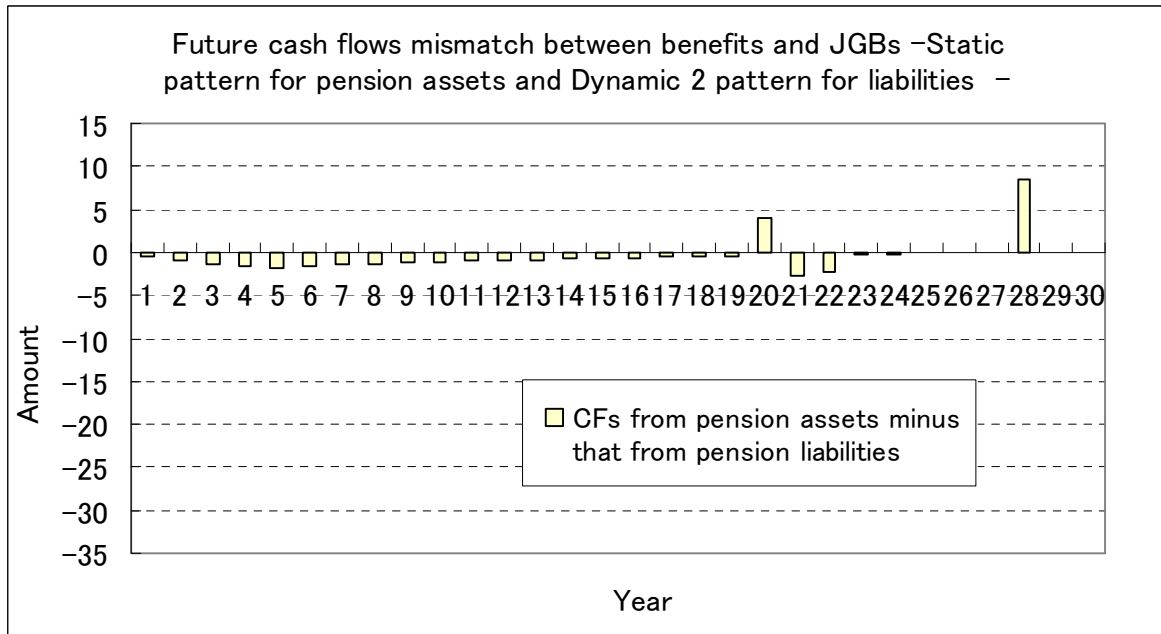 Future cash flows mismatch between benefits and JGBs -Static
pattern for pension assets and Dynamic 2 pattern for liabilities -
15
10
5
0
-5
-10
-15
-20
-25
-30
-35
Amount
1 2 3 4 5 6 7 8 9 10 11 12 13 14 15 16 17 18 19 20 21 22 23 24 25 26 27 28 29 30
CFs from pension assets minus
that from pension liabilities
Year